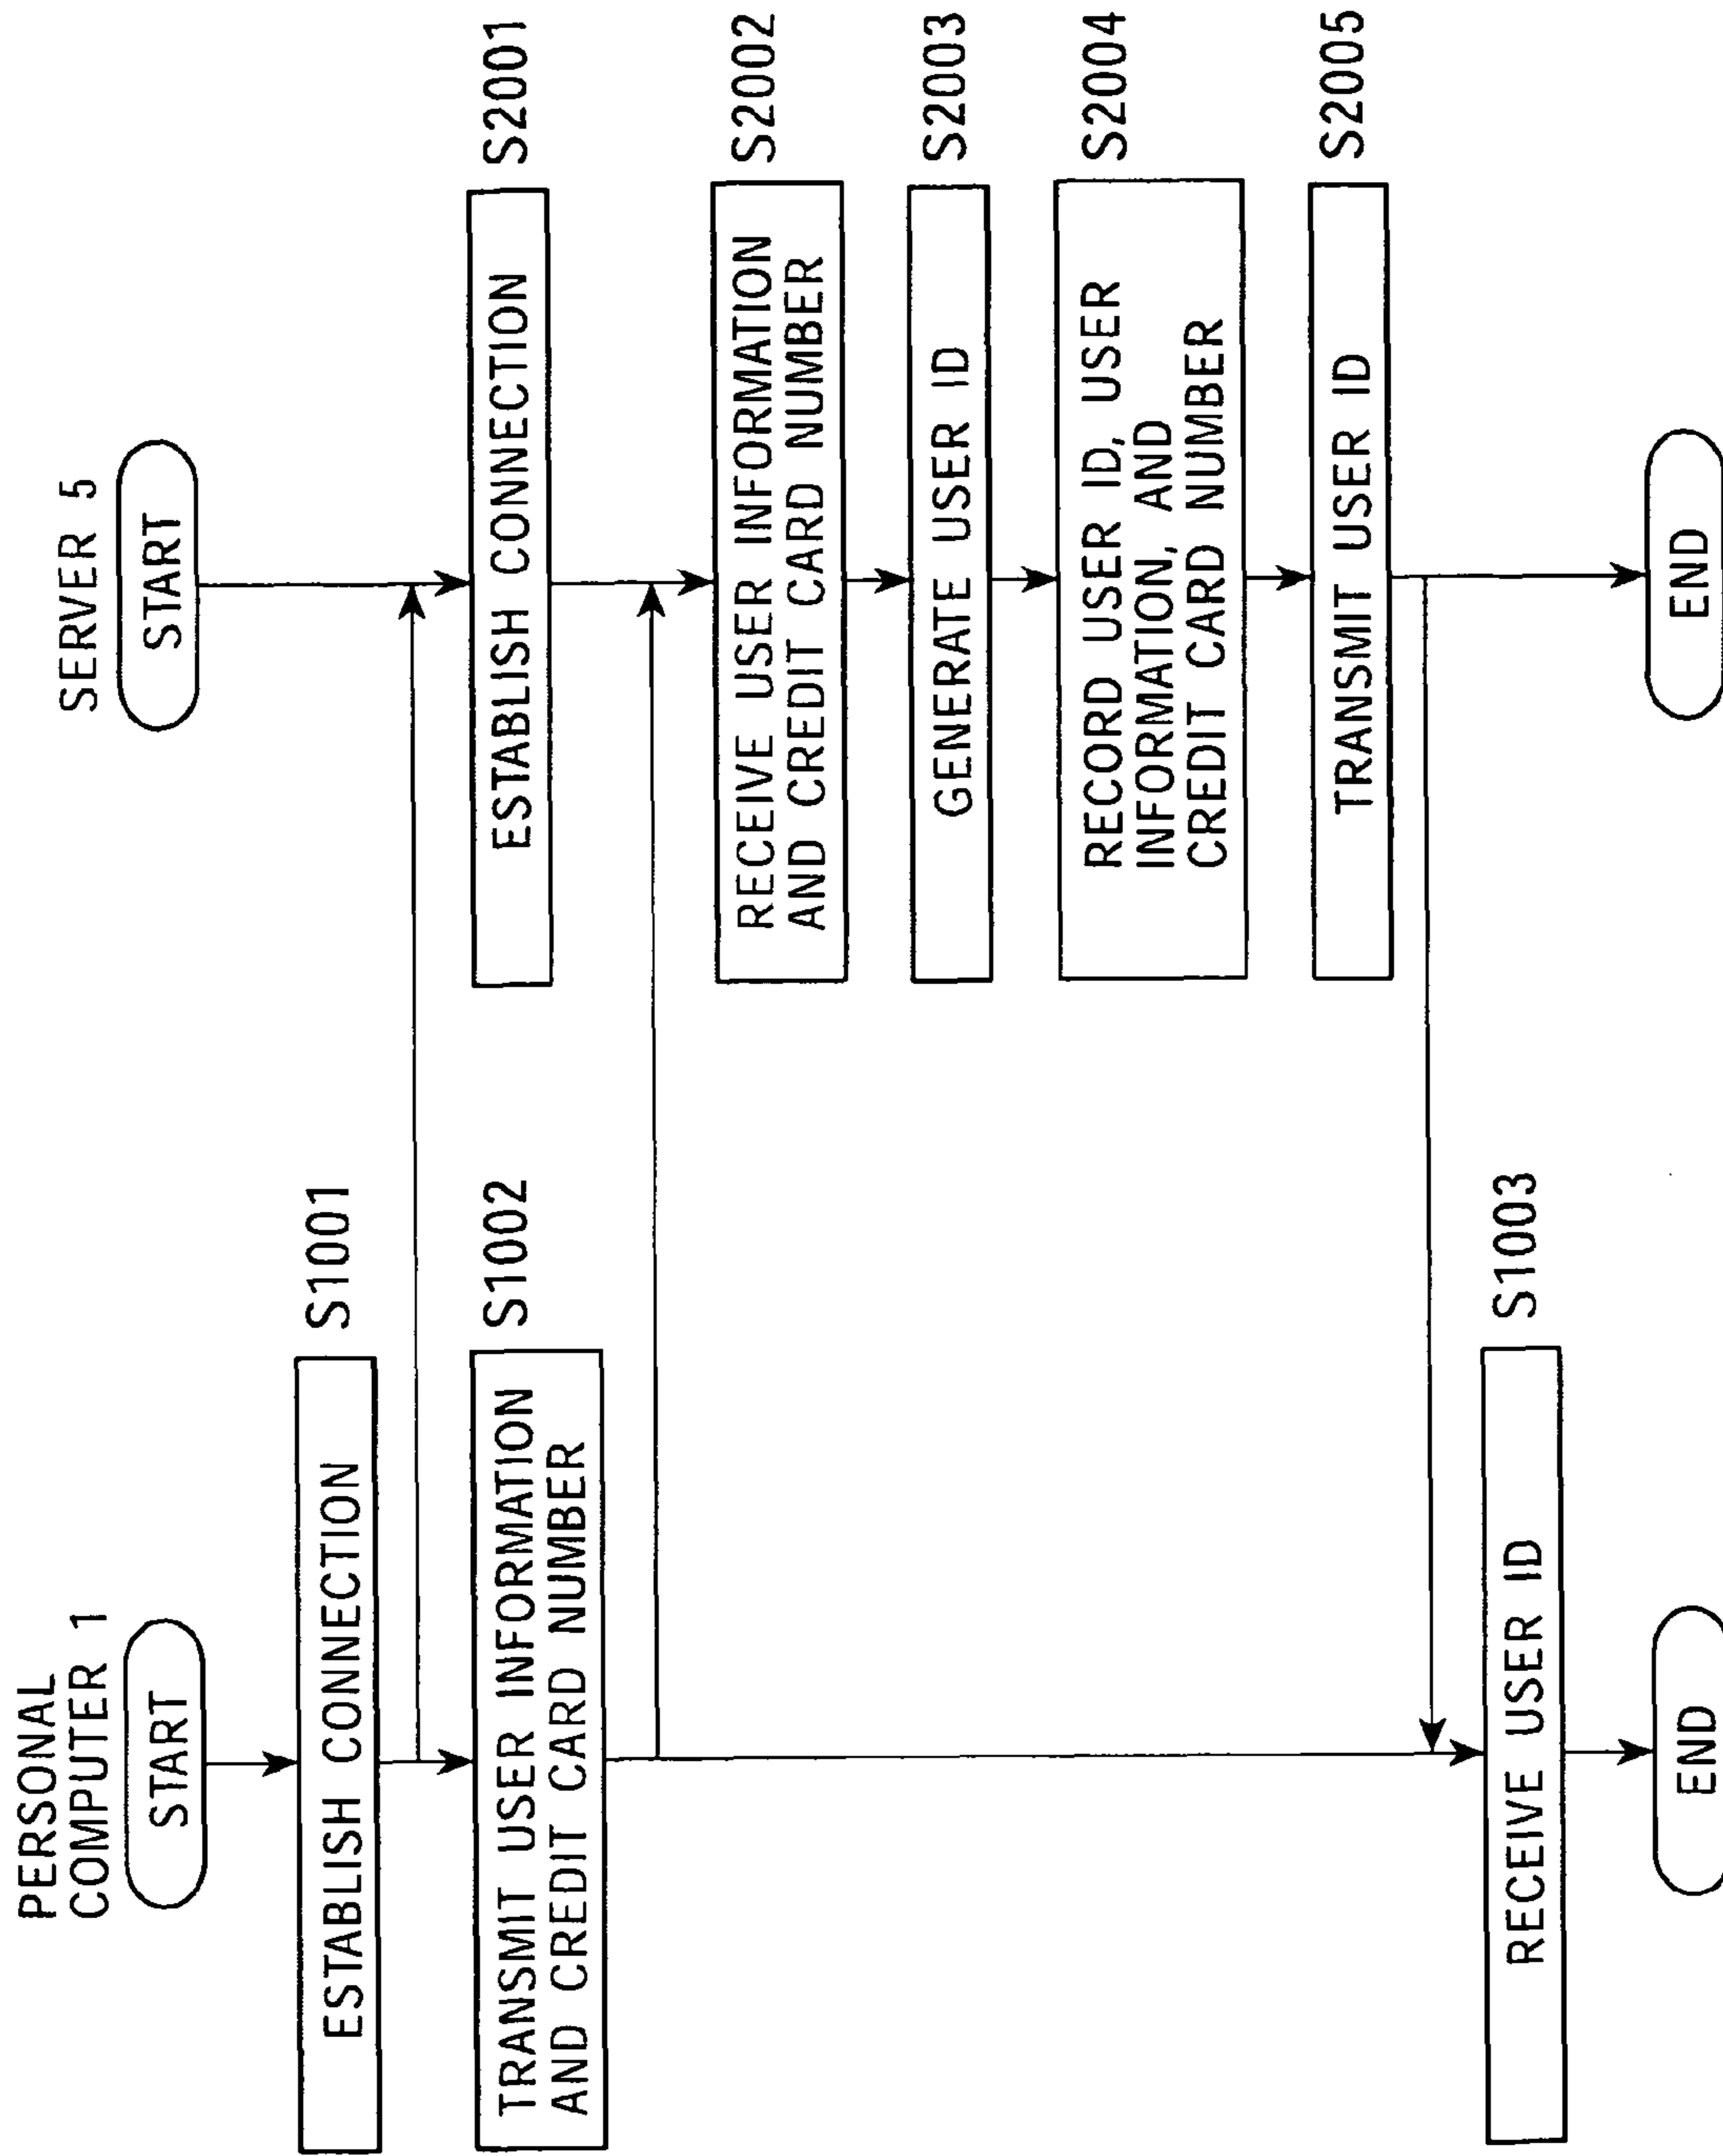 PERSONAL
COMPUTER 1
START
ESTABLISH CONNECTION
S1001
TRANSMIT USER INFORMATION
AND CREDIT CARD NUMBER
S1002
RECEIVE USER ID
S1003
END
SERVER 5
START
ESTABLISH CONNECTION
S2001
RECEIVE USER INFORMATION
AND CREDIT CARD NUMBER
S2002
GENERATE USER ID
S2003
RECORD USER ID, USER
INFORMATION, AND
CREDIT CARD NUMBER
S2004
TRANSMIT USER ID
S2005
END